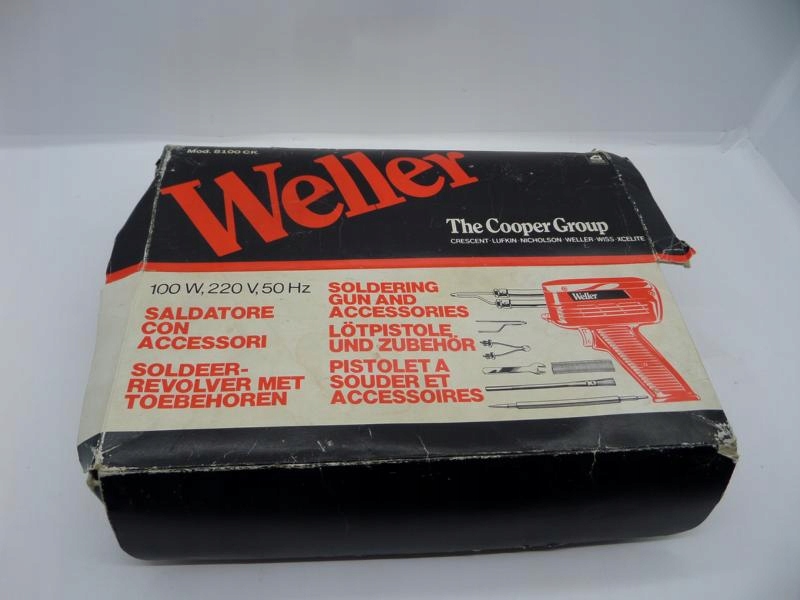 Mod. 8100 CK
Weller
The Cooper Group
CRESCENT·LUFKIN·NICHOLSON·WELLER·WISS·XCELITE
100 W, 220 V, 50 Hz
SALDATORE
CON
ACCESSORI
SOLDEER-
REVOLVER MET
TOEBEHOREN
SOLDERING
GUN AND
ACCESSORIES
LÖTPISTOLE
UND ZUBEHÖR
PISTOLET A
SOUDER ET
ACCESSOIRES
Weller